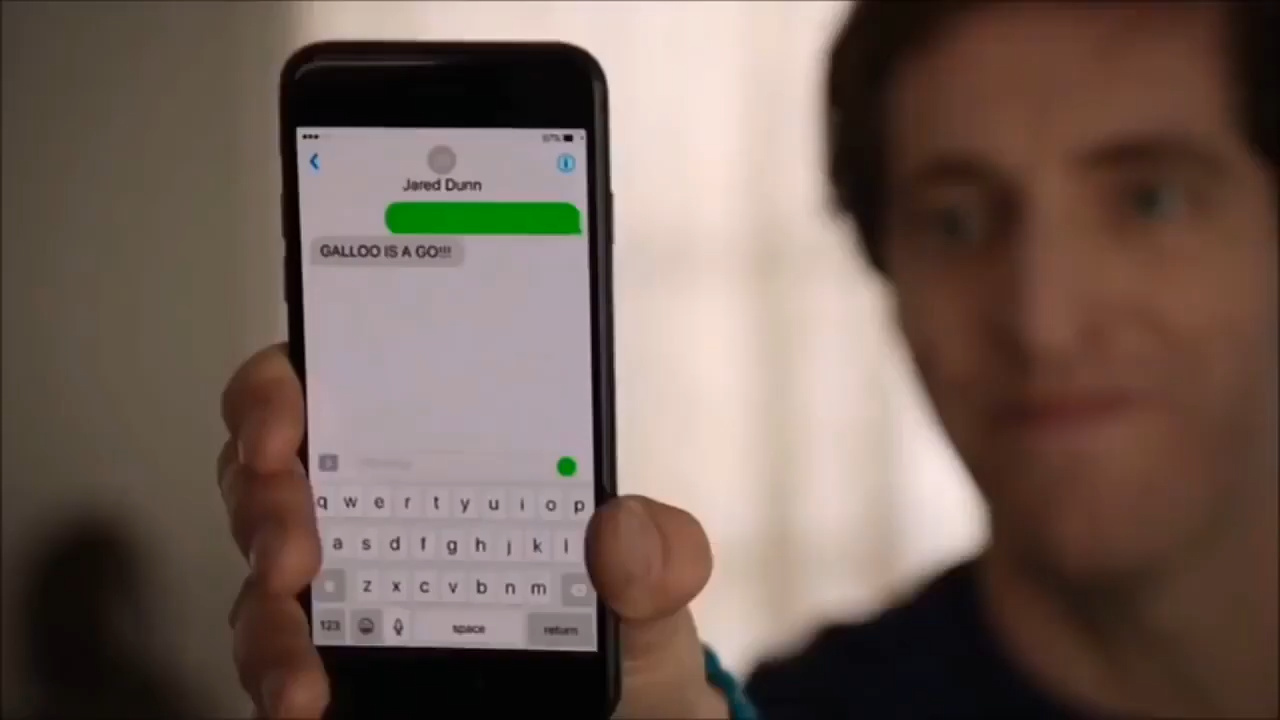 Jared Dunn
GALLOO IS A GO!!!
q w e r t y u i o p
a s d f g h j k l
z x c v b n m
123 space return